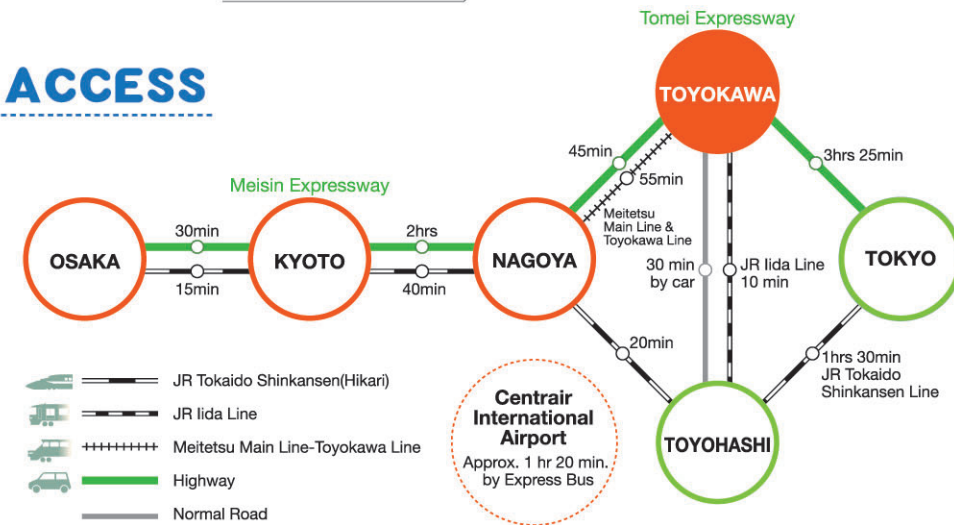 Tomei Expressway
ACCESS
TOYOKAWA
45min
3hrs 25min
55min
Meisin Expressway
Meitetsu
Main Line &
Toyokawa Line
30min
2hrs
OSAKA
KYOTO
NAGOYA
TOKYO
15min
40min
30 min
by car
JR Iida Line
10 min
20min
1hrs 30min
JR Tokaido
Shinkansen Line
JR Tokaido Shinkansen(Hikari)
JR Iida Line
Meitetsu Main Line-Toyokawa Line
Highway
Normal Road
Centrair
International
Airport
Approx. 1 hr 20 min.
by Express Bus
TOYOHASHI